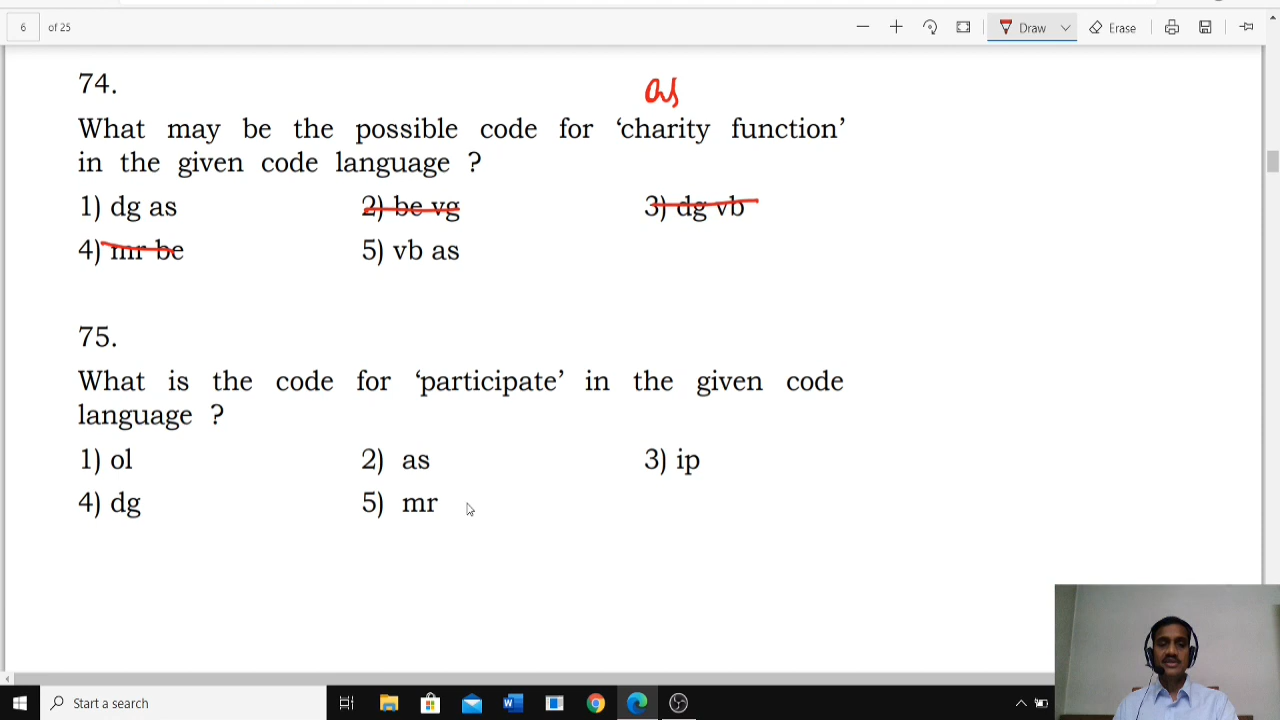 6 of 25
Draw
Erase
74.
as
What may be the possible code for ‘charity function’
in the given code language ?
1) dg as 2) be vg 3) dg vb
4) mr be 5) vb as
75.
What is the code for ‘participate’ in the given code
language ?
1) ol 2) as 3) ip
4) dg 5) mr
Start a search